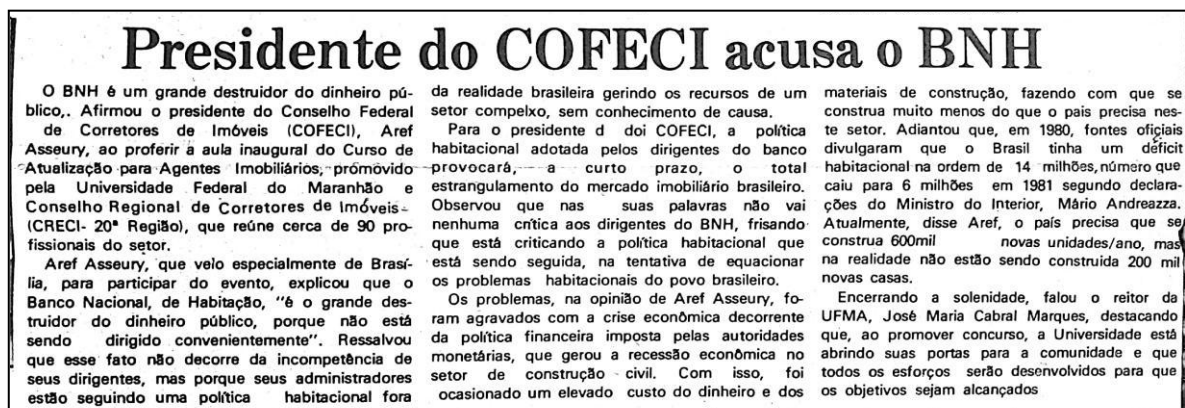 Presidente do COFECI acusa o BNH
O BNH é um grande destruidor do dinheiro pú-
blico,. Afirmou o presidente do Conselho Federal
de Corretores de Imóveis (COFECI), Aref
Asseury, ao proferir a aula inaugural do Curso de
Atualização para Agentes Imobiliários, promovido
pela Universidade Federal do Maranhão e
Conselho Regional de Corretores de Imóveis
(CRECI- 20ª Região), que reúne cerca de 90 pro-
fissionais do setor.
Aref Asseury, que velo especialmente de Brasí-
lia, para participar do evento, explicou que o
Banco Nacional, de Habitação, "é o grande des-
truidor do dinheiro público, porque não está
sendo dirigido convenientemente". Ressalvou
que esse fato não decorre da incompetência de
seus dirigentes, mas porque seus administradores
estão seguindo uma política habitacional fora
da realidade brasileira gerindo os recursos de um
setor compelxo, sem conhecimento de causa.
Para o presidente d doi COFECI, a política
habitacional adotada pelos dirigentes do banco
provocará, a curto prazo, o total
estrangulamento do mercado imobiliário brasileiro.
Observou que nas suas palavras não vai
nenhuma crítica aos dirigentes do BNH, frisando
que está criticando a política habitacional que
está sendo seguida, na tentativa de equacionar
os problemas habitacionais do povo brasileiro.
Os problemas, na opinião de Aref Asseury, fo-
ram agravados com a crise econômica decorrente
da política financeira imposta pelas autoridades
monetárias, que gerou a recessão econômica no
setor de construção civil. Com isso, foi
ocasionado um elevado custo do dinheiro e dos
materiais de construção, fazendo com que se
construa muito menos do que o pais precisa nes-
te setor. Adiantou que, em 1980, fontes ofiçiais
divulgaram que o Brasil tinha um déficit
habitacional na ordem de 14 milhões, número que
caiu para 6 milhões em 1981 segundo declara-
ções do Ministro do Interior, Mário Andreazza.
Atualmente, disse Aref, o país precisa que se
construa 600mil novas unidades/ano, mas
na realidade não estão sendo construida 200 mil
novas casas.
Encerrando a solenidade, falou o reitor da
UFMA, José Maria Cabral Marques, destacando
que, ao promover concurso, a Universidade está
abrindo suas portas para a comunidade e que
todos os esforços serão desenvolvidos para que
os objetivos sejam alcançados